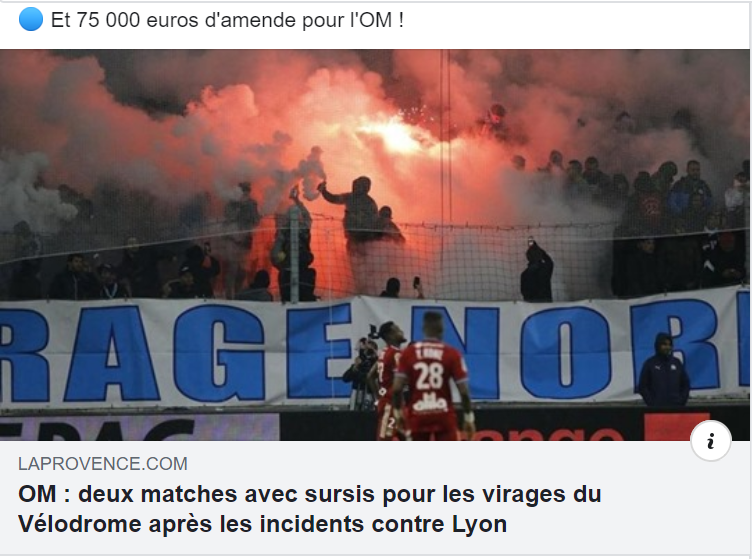 Et 75 000 euros d'amende pour l'OM !
RAGE NOR
28
i
LAPROVENCE.COM
OM : deux matches avec sursis pour les virages du
Vélodrome après les incidents contre Lyon